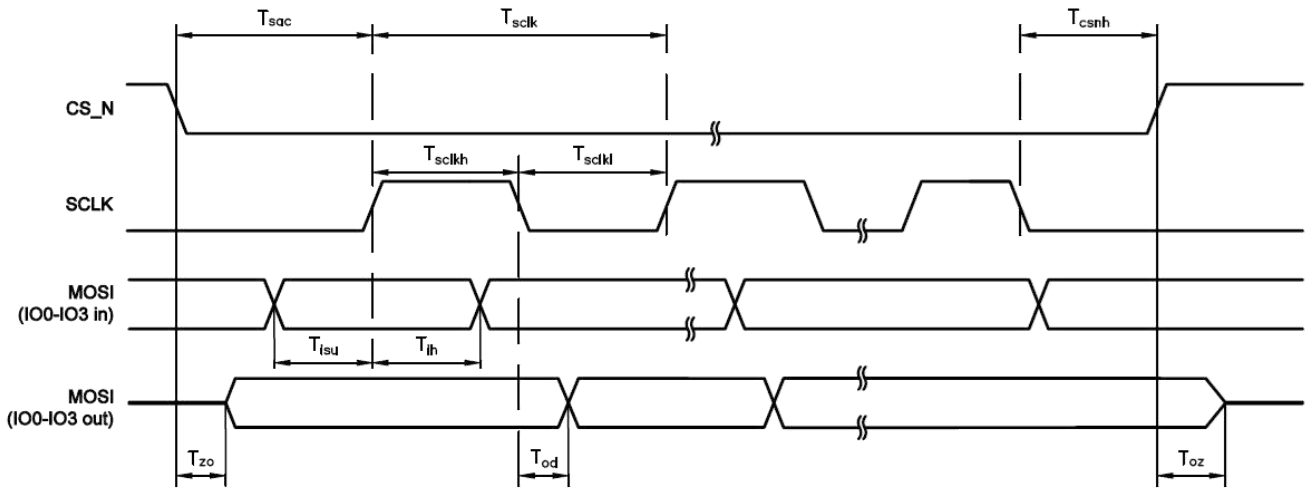 Tsac Tsclk Tcsnh
CS_N
Tsclkh Tsclkl
SCLK
MOSI
(IO0-IO3 in)
Tisu Tih
MOSI
(IO0-IO3 out)
Tzo Tod Toz